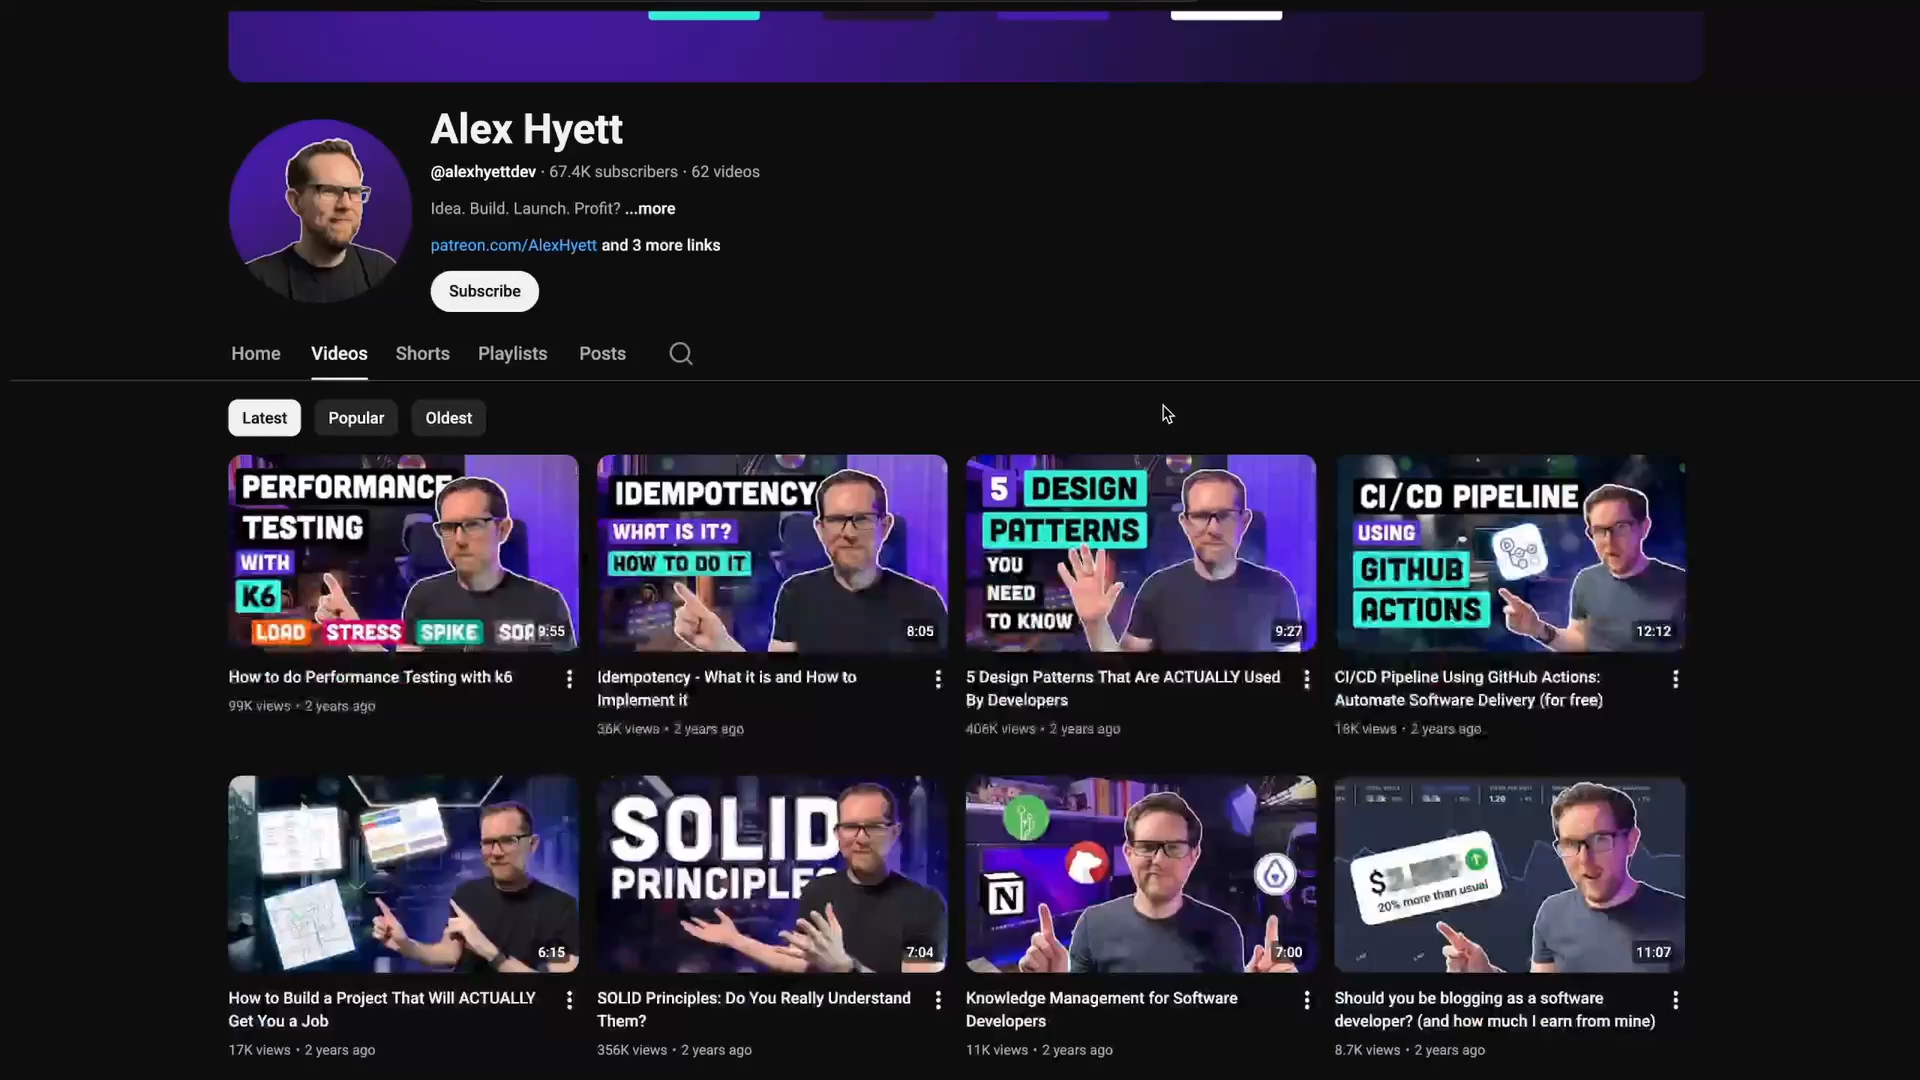 Alex Hyett
@alexhyettdev · 67.4K subscribers · 62 videos
Idea. Build. Launch. Profit? ...more
patreon.com/AlexHyett and 3 more links
Subscribe
Home Videos Shorts Playlists Posts
Latest Popular Oldest
PERFORMANCE
TESTING
WITH
K6
LOAD STRESS SPIKE
9:55
IDEMPOTENCY
WHAT IS IT?
HOW TO DO IT
8:05
5 DESIGN
PATTERNS
YOU
NEED
TO KNOW
9:27
CI/CD PIPELINE
USING
GITHUB
ACTIONS
12:12
How to do Performance Testing with k6
99K views · 2 years ago
Idempotency - What it is and How to
Implement it
36K views · 2 years ago
5 Design Patterns That Are ACTUALLY Used
By Developers
406K views · 2 years ago
CI/CD Pipeline Using GitHub Actions:
Automate Software Delivery (for free)
18K views · 2 years ago
6:15
SOLID
PRINCIPLES
7:04
N
7:00
$
20% more than usual
11:07
How to Build a Project That Will ACTUALLY
Get You a Job
17K views · 2 years ago
SOLID Principles: Do You Really Understand
Them?
356K views · 2 years ago
Knowledge Management for Software
Developers
11K views · 2 years ago
Should you be blogging as a software
developer? (and how much I earn from mine)
8.7K views · 2 years ago